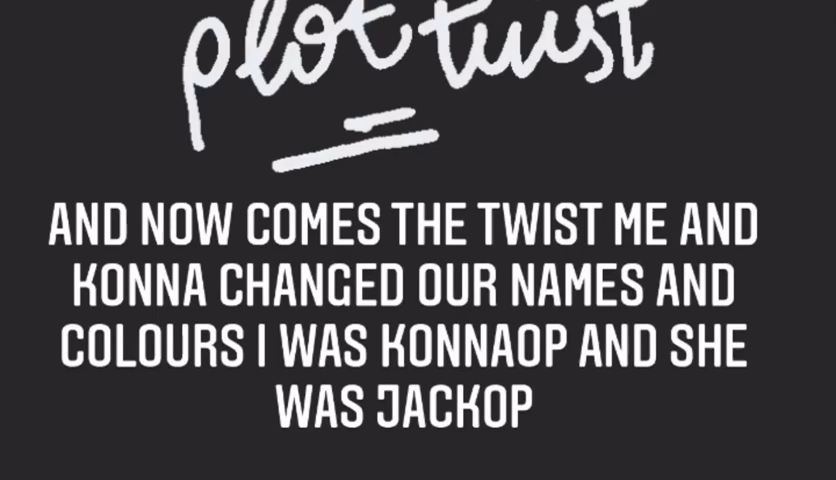 plot twist
AND NOW COMES THE TWIST ME AND
KONNA CHANGED OUR NAMES AND
COLOURS I WAS KONNAOP AND SHE
WAS JACKOP